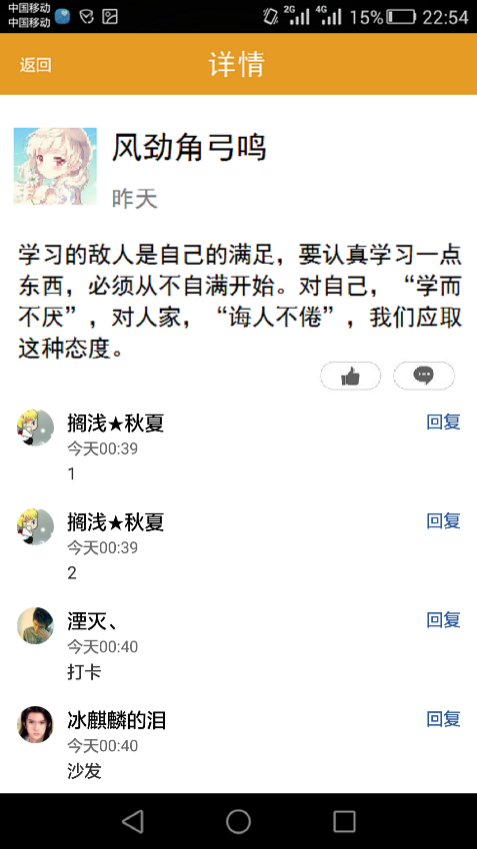 中国移动
中国移动
2G
4G
15%
22:54
返回
详情
风劲角弓鸣
昨天
学习的敌人是自己的满足，要认真学习一点
东西，必须从不自满开始。对自己，“学而
不厌”，对人家，“诲人不倦”，我们应取
这种态度。
搁浅★秋夏
回复
今天00:39
1
搁浅★秋夏
回复
今天00:39
2
湮灭、
回复
今天00:40
打卡
冰麒麟的泪
回复
今天00:40
沙发